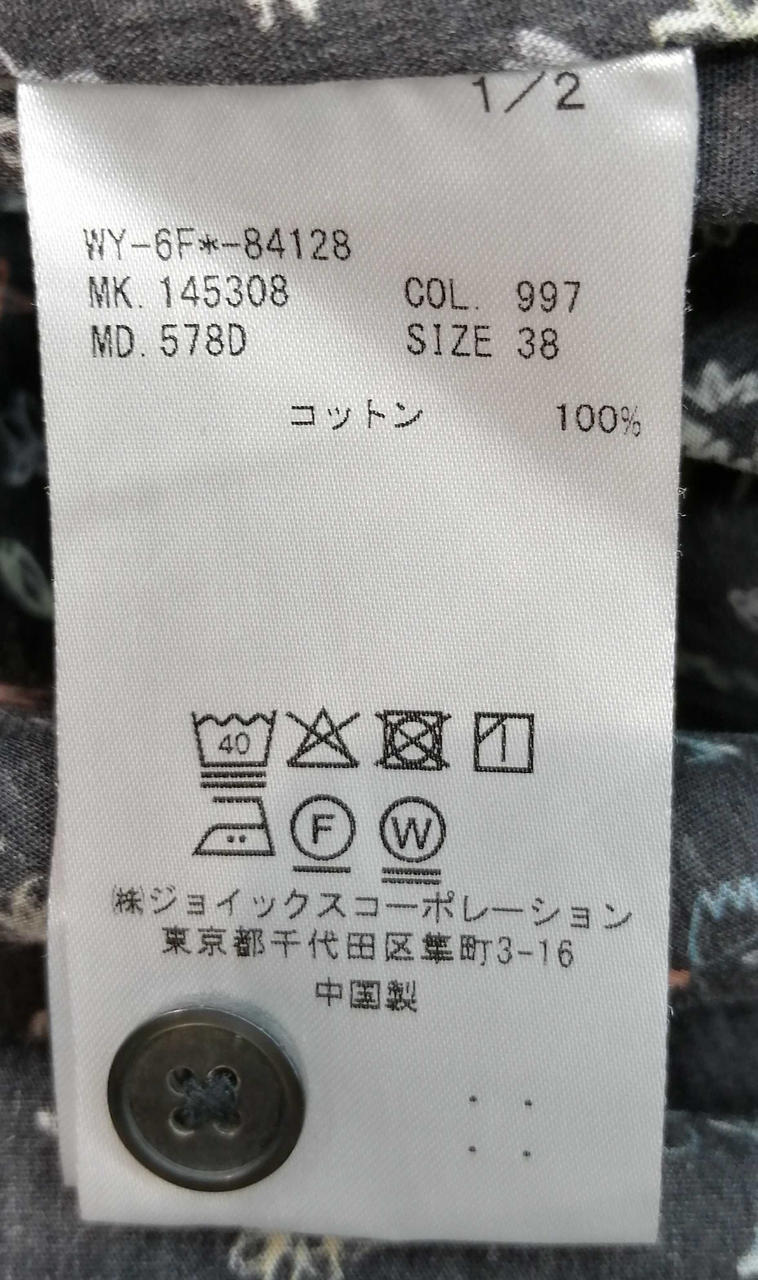 1/2
WY-6F*-84128
MK. 145308 COL. 997
MD. 578D SIZE 38
コットン 100%
40
F W
㈱ジョイックスコーポレーション
東京都千代田区隼町3-16
中国製